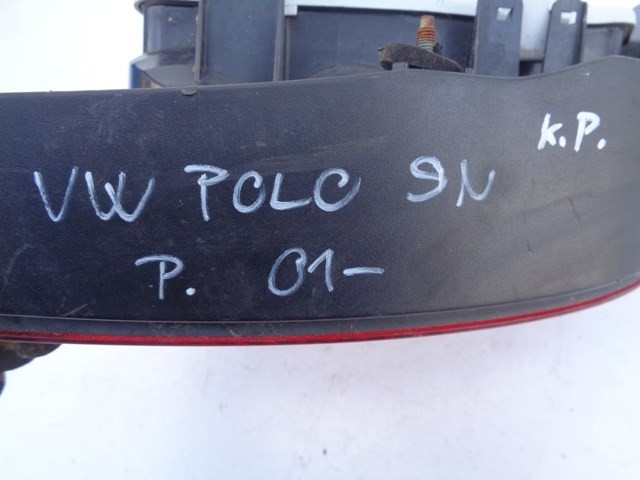 K.P.
VW POLO 9N
P. 01-